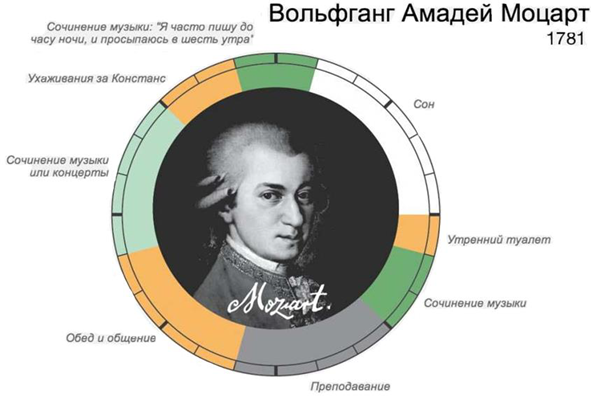 Вольфганг Амадей Моцарт
1781
Сочинение музыки: "Я часто пишу до
часу ночи, и просыпаюсь в шесть утра"
Ухаживания за Констанс
Сон
Сочинение музыки
или концерты
Утренний туалет
Сочинение музыки
Mozart.
Обед и общение
Преподавание